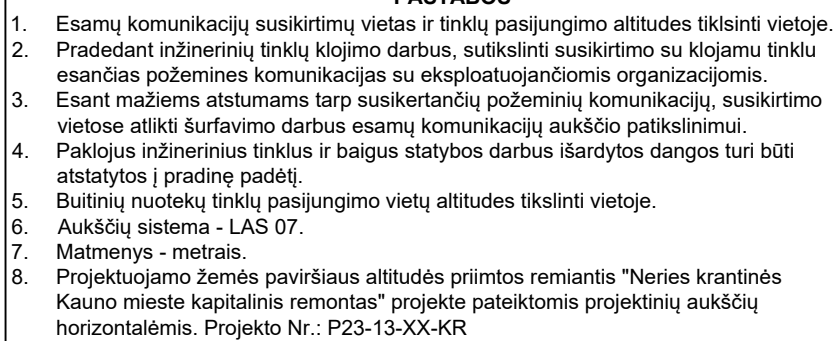 PASTABOS
1. Esamų komunikacijų susikirtimų vietas ir tinklų pasijungimo altitudes tiklsinti vietoje.
2. Pradedant inžinerinių tinklų klojimo darbus, sutikslinti susikirtimo su klojamu tinklu
esančias požemines komunikacijas su eksploatuojančiomis organizacijomis.
3. Esant mažiems atstumams tarp susikertančių požeminių komunikacijų, susikirtimo
vietose atlikti šurfavimo darbus esamų komunikacijų aukščio patikslinimui.
4. Paklojus inžinerinius tinklus ir baigus statybos darbus išardytos dangos turi būti
atstatytos į pradinę padėtį.
5. Buitinių nuotekų tinklų pasijungimo vietų altitudes tikslinti vietoje.
6. Aukščių sistema - LAS 07.
7. Matmenys - metrais.
8. Projektuojamo žemės paviršiaus altitudės priimtos remiantis "Neries krantinės
Kauno mieste kapitalinis remontas" projekte pateiktomis projektinių aukščių
horizontalėmis. Projekto Nr.: P23-13-XX-KR